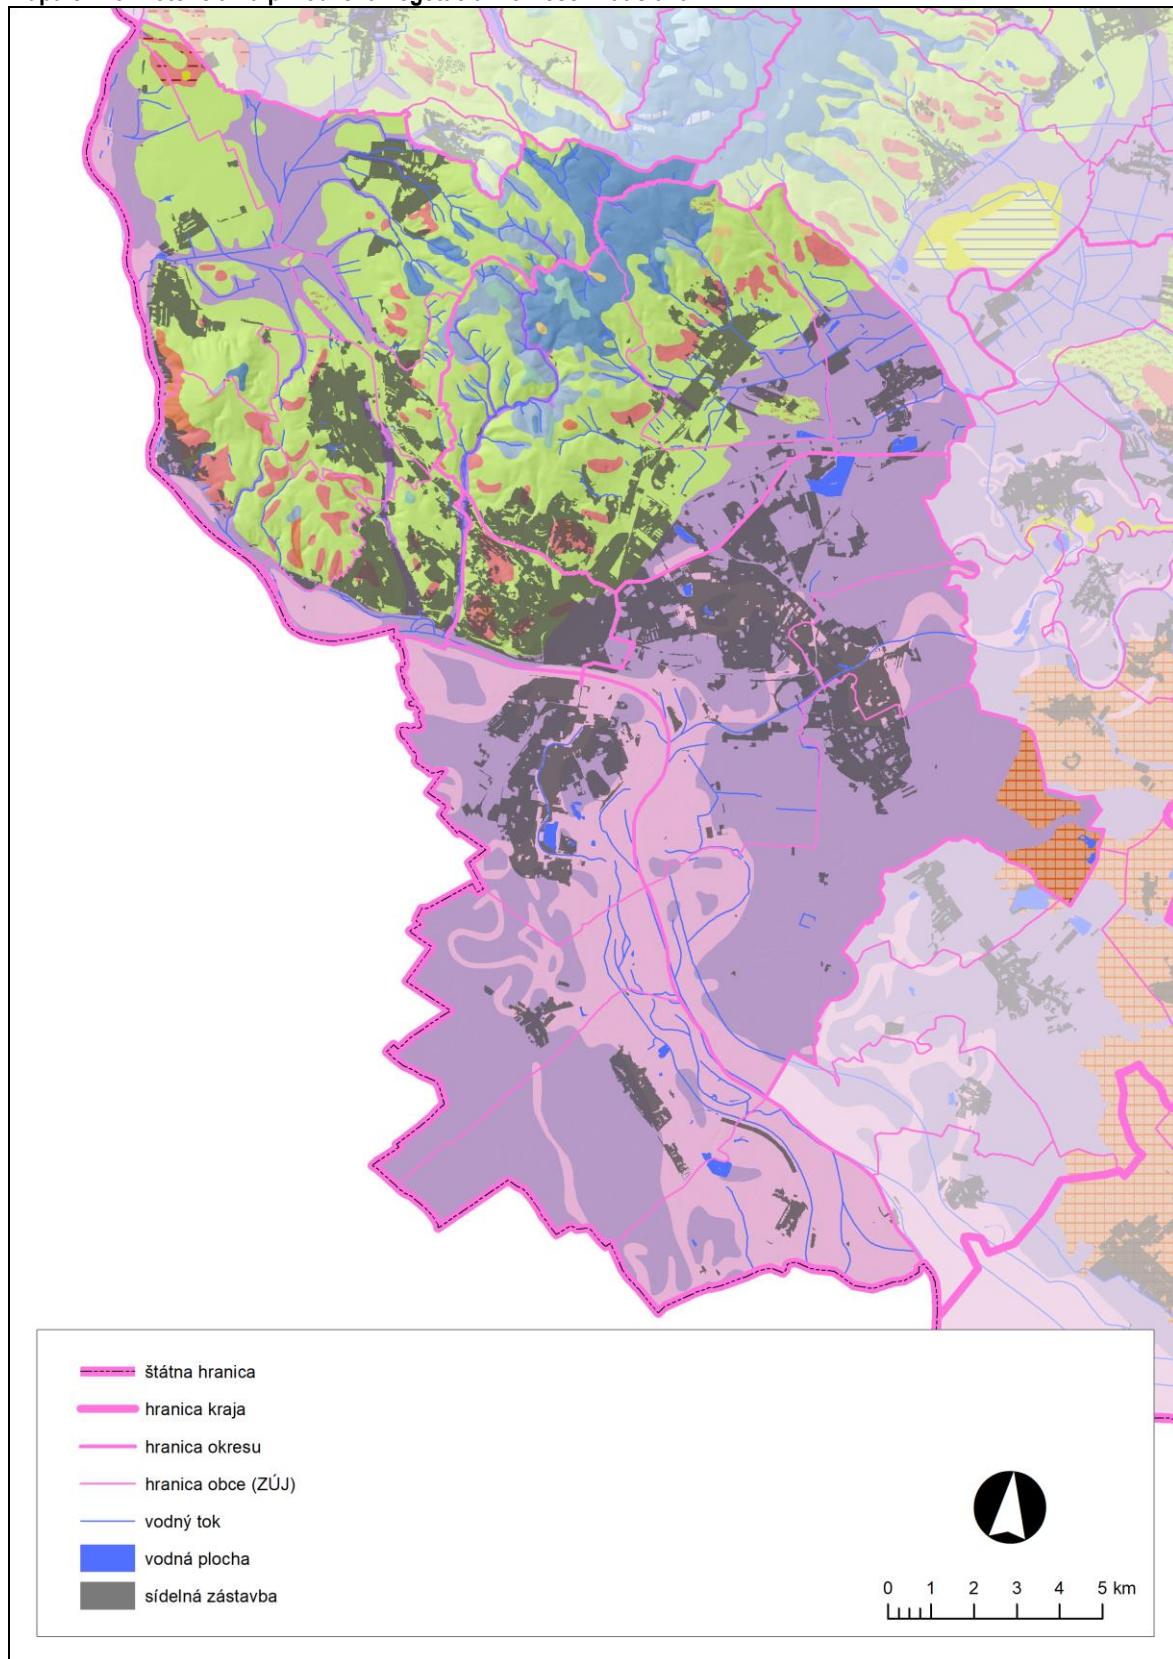 štátna hranica
hranica kraja
hranica okresu
hranica obce (ZÚJ)
vodný tok
vodná plocha
sídelná zástavba
0 1 2 3 4 5 km